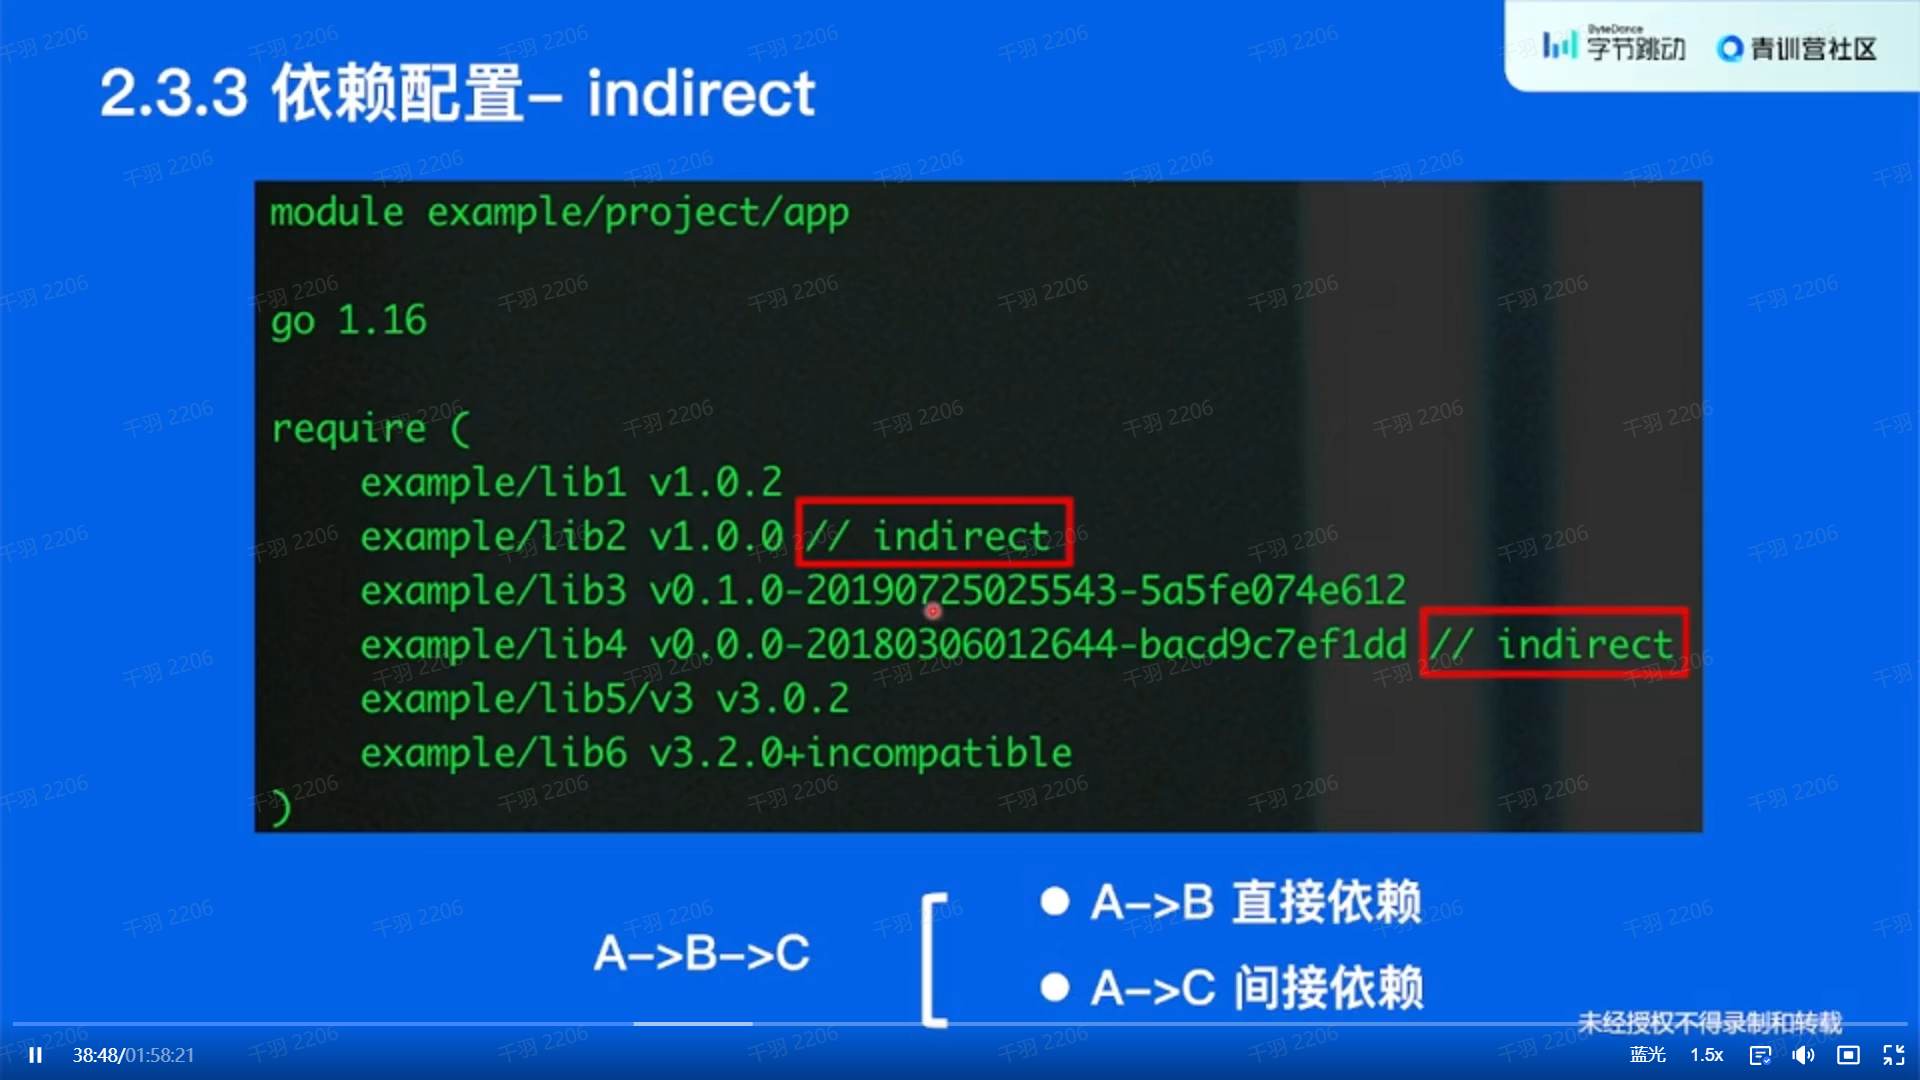 ByteDance
字节跳动 青训营社区
2.3.3 依赖配置- indirect
module example/project/app
go 1.16
require (
example/lib1 v1.0.2
example/lib2 v1.0.0 // indirect
example/lib3 v0.1.0-20190725025543-5a5fe074e612
example/lib4 v0.0.0-20180306012644-bacd9c7ef1dd // indirect
example/lib5/v3 v3.0.2
example/lib6 v3.2.0+incompatible
)
A->B->C
● A->B 直接依赖
● A->C 间接依赖
未经授权不得录制和转载
38:48/01:58:21
蓝光 1.5x
千羽 2206